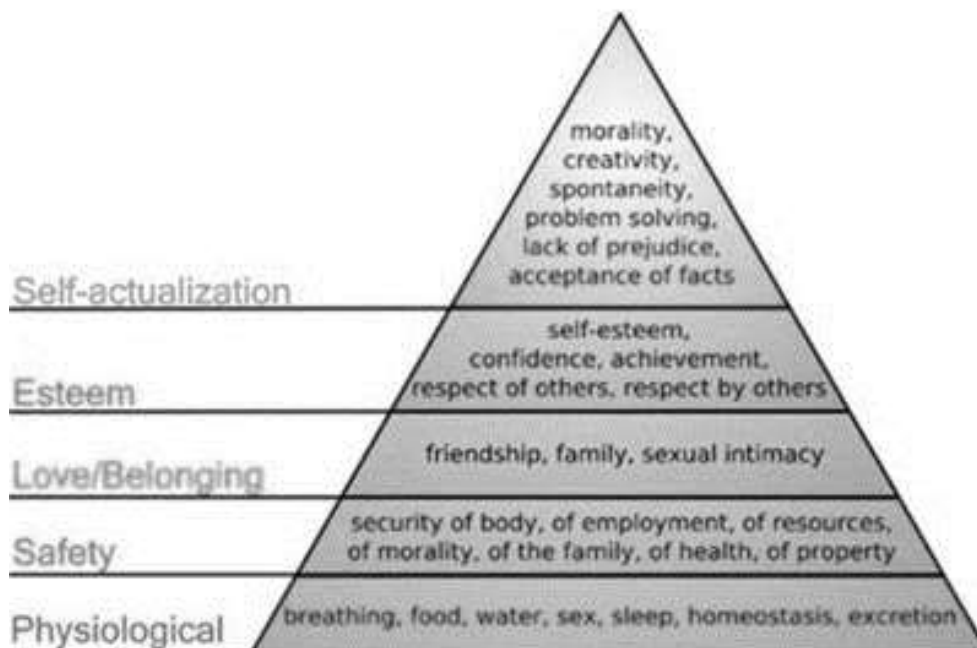 morality,
creativity,
spontaneity,
problem solving,
lack of prejudice,
acceptance of facts
Self-actualization
self-esteem,
confidence, achievement,
respect of others, respect by others
Esteem
friendship, family, sexual intimacy
Love/Belonging
security of body, of employment, of resources,
of morality, of the family, of health, of property
Safety
breathing, food, water, sex, sleep, homeostasis, excretion
Physiological